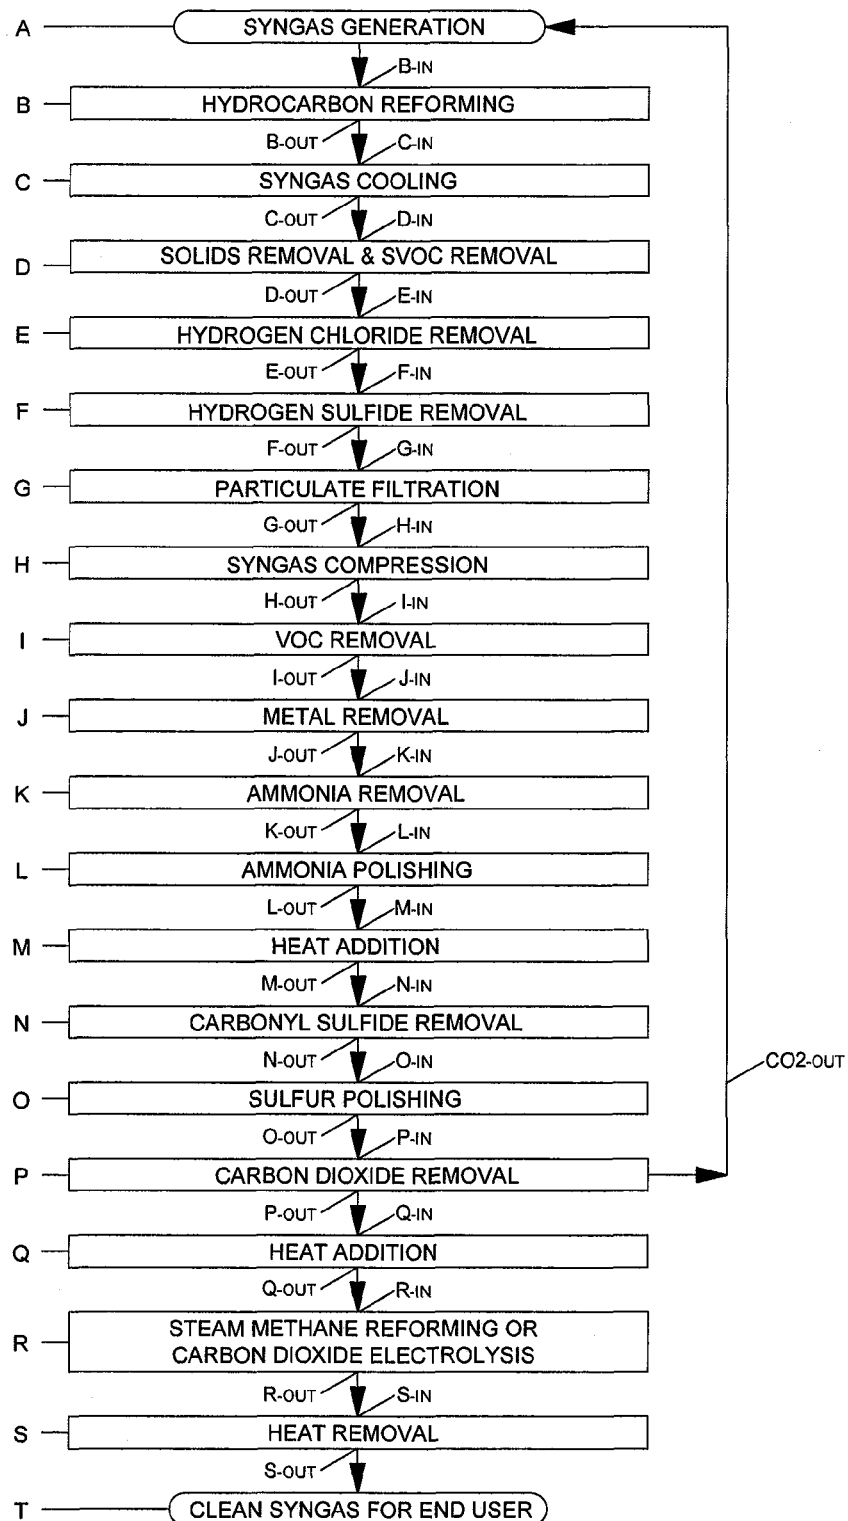 A
SYNGAS GENERATION
B-IN
B
HYDROCARBON REFORMING
B-OUT
C-IN
C
SYNGAS COOLING
C-OUT
D-IN
D
SOLIDS REMOVAL & SVOC REMOVAL
D-OUT
E-IN
E
HYDROGEN CHLORIDE REMOVAL
E-OUT
F-IN
F
HYDROGEN SULFIDE REMOVAL
F-OUT
G-IN
G
PARTICULATE FILTRATION
G-OUT
H-IN
H
SYNGAS COMPRESSION
H-OUT
I-IN
I
VOC REMOVAL
I-OUT
J-IN
J
METAL REMOVAL
J-OUT
K-IN
K
AMMONIA REMOVAL
K-OUT
L-IN
L
AMMONIA POLISHING
L-OUT
M-IN
M
HEAT ADDITION
M-OUT
N-IN
N
CARBONYL SULFIDE REMOVAL
N-OUT
O-IN
CO2-OUT
O
SULFUR POLISHING
O-OUT
P-IN
P
CARBON DIOXIDE REMOVAL
P-OUT
Q-IN
Q
HEAT ADDITION
Q-OUT
R-IN
R
STEAM METHANE REFORMING OR
CARBON DIOXIDE ELECTROLYSIS
R-OUT
S-IN
S
HEAT REMOVAL
S-OUT
T
CLEAN SYNGAS FOR END USER